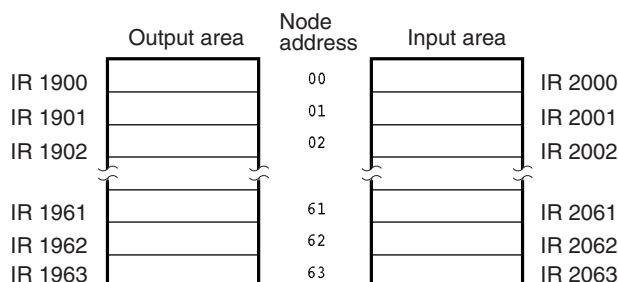 Output area Node address Input area
IR 1900 00 IR 2000
IR 1901 01 IR 2001
IR 1902 02 IR 2002
IR 1961 61 IR 2061
IR 1962 62 IR 2062
IR 1963 63 IR 2063